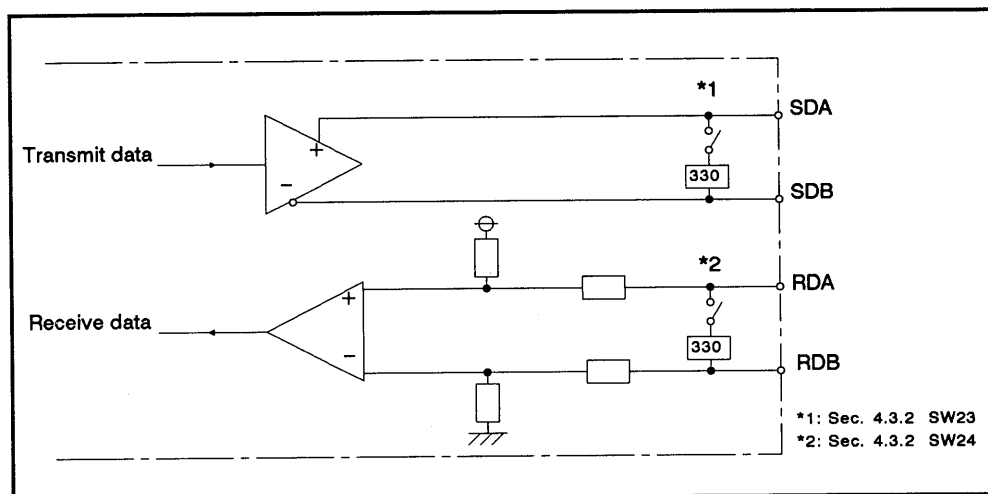 *1
SDA
Transmit data
+
−
330
SDB
*2
RDA
+
Receive data
−
330
RDB
*1: Sec. 4.3.2 SW23
*2: Sec. 4.3.2 SW24